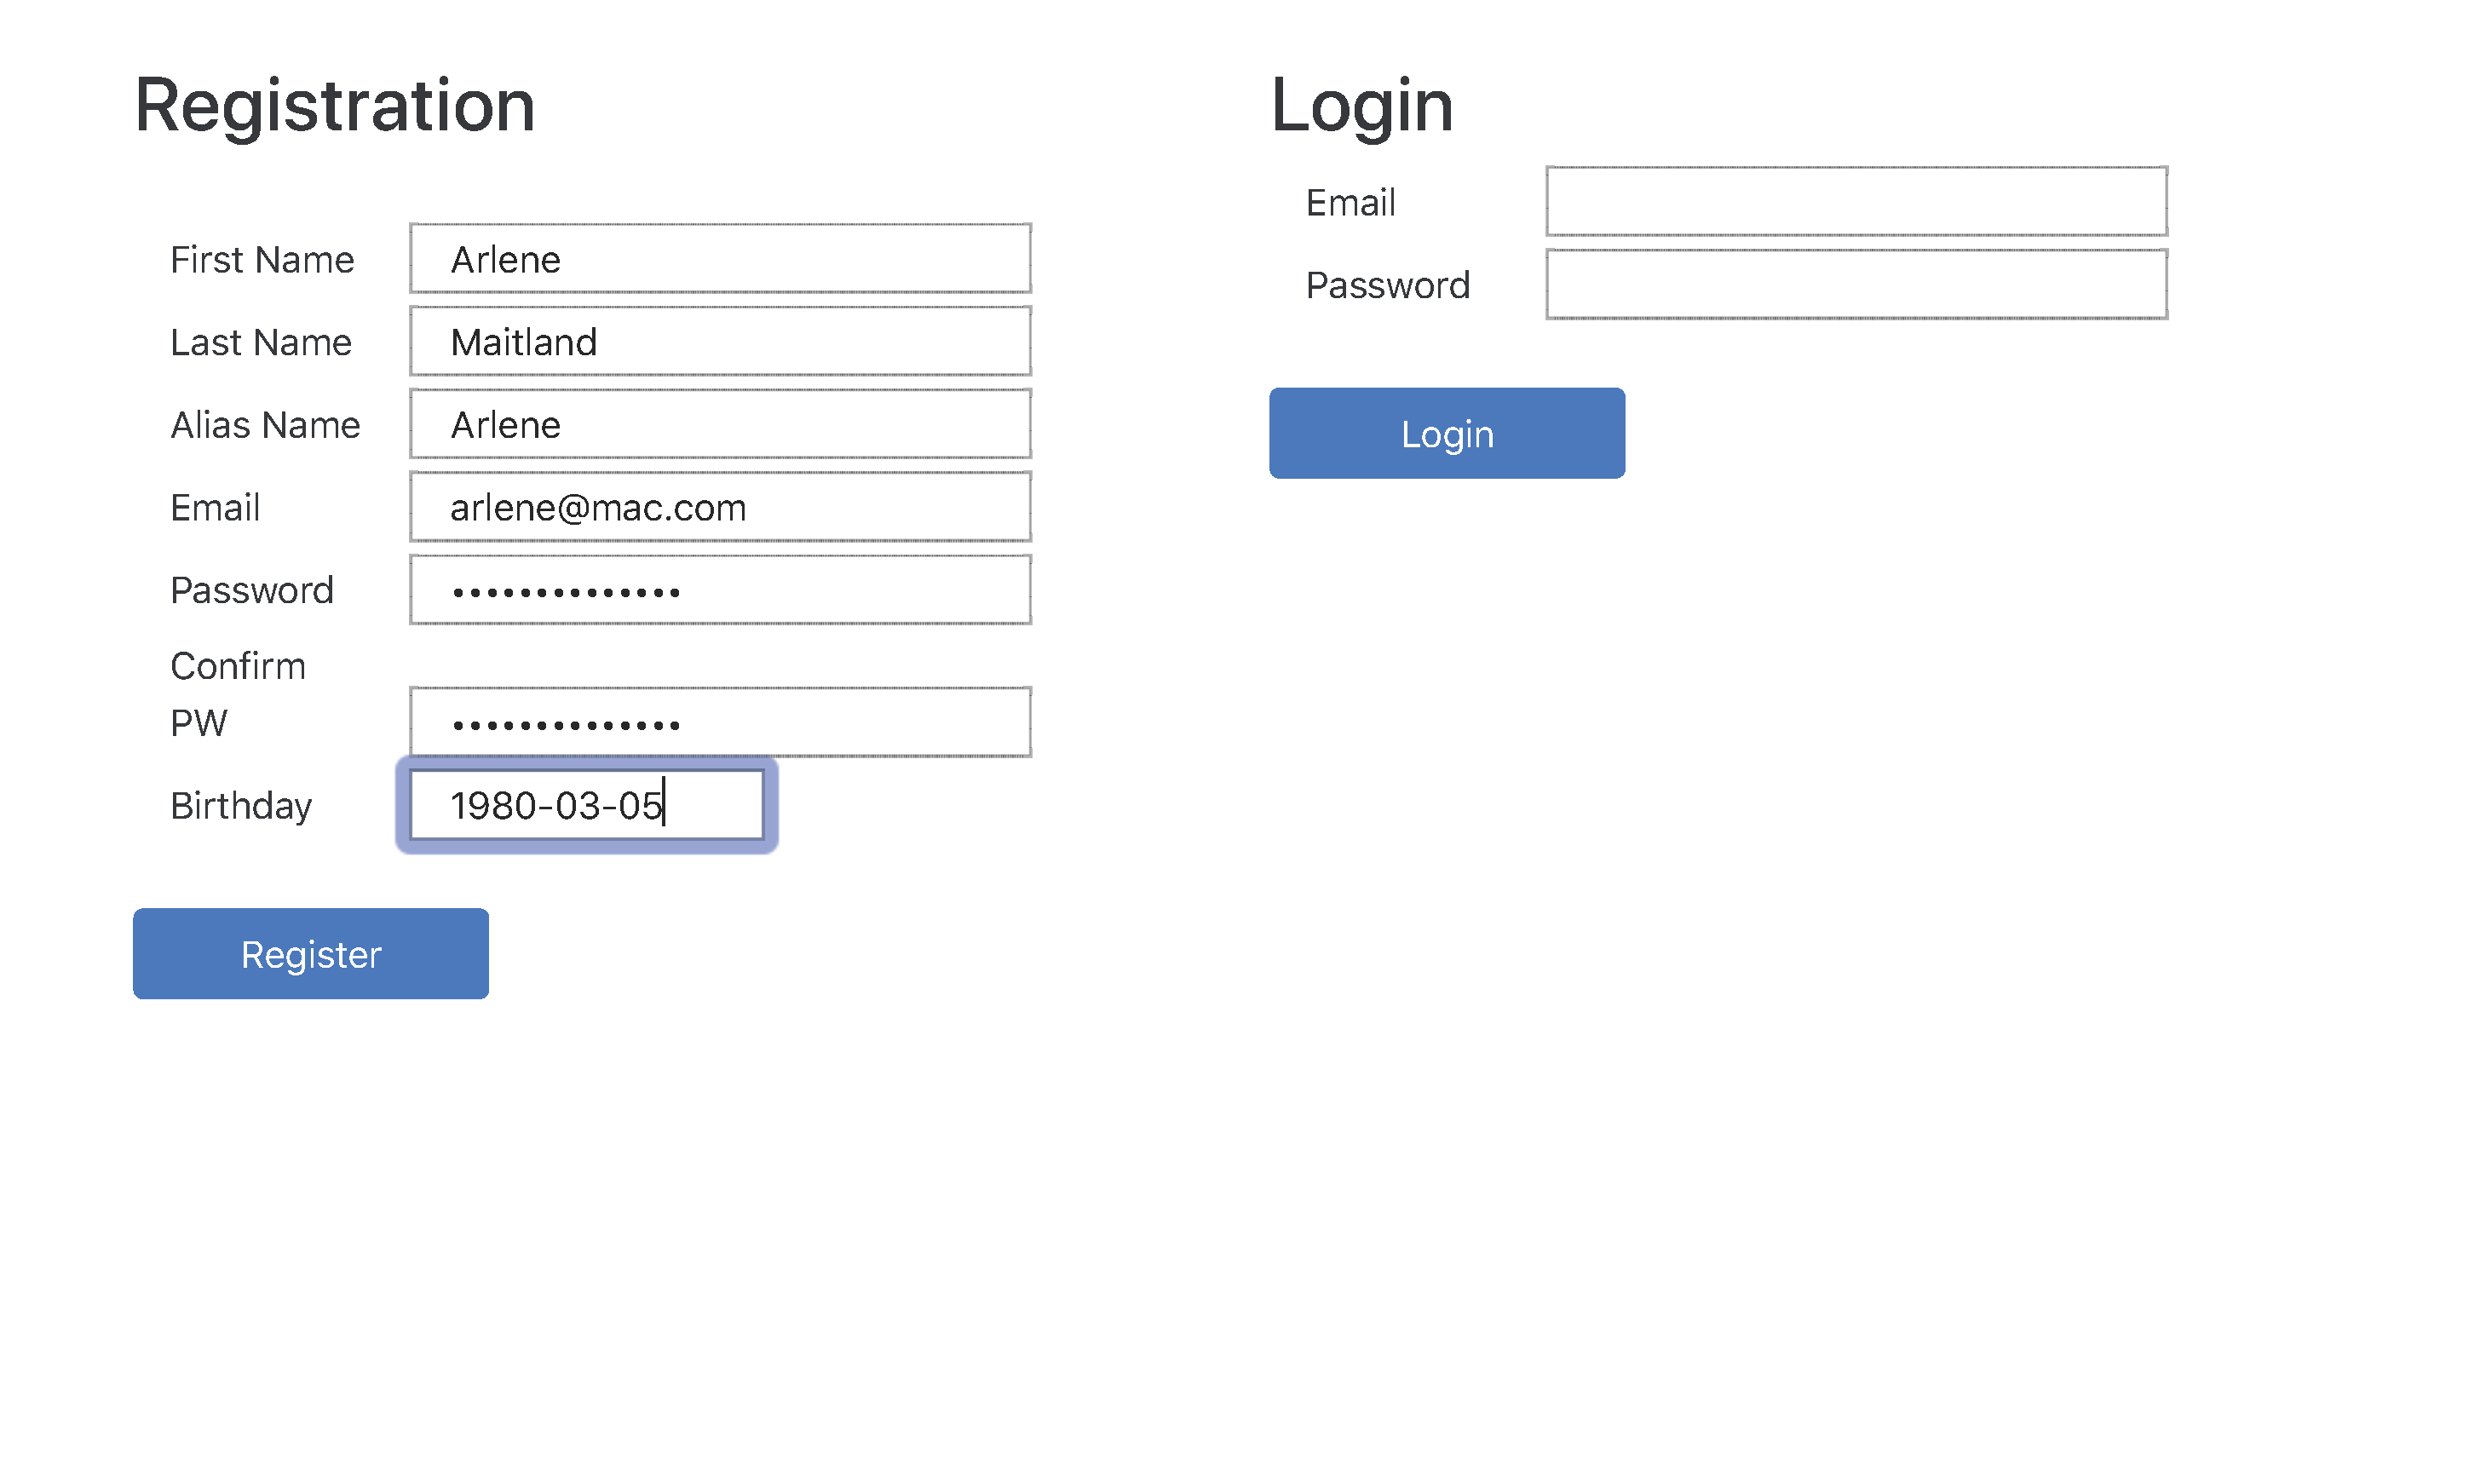 Registration
First Name Arlene
Last Name Maitland
Alias Name Arlene
Email arlene@mac.com
Password ••••••••••••••
Confirm
PW ••••••••••••••
Birthday 1980-03-05
Register
Login
Email
Password
Login